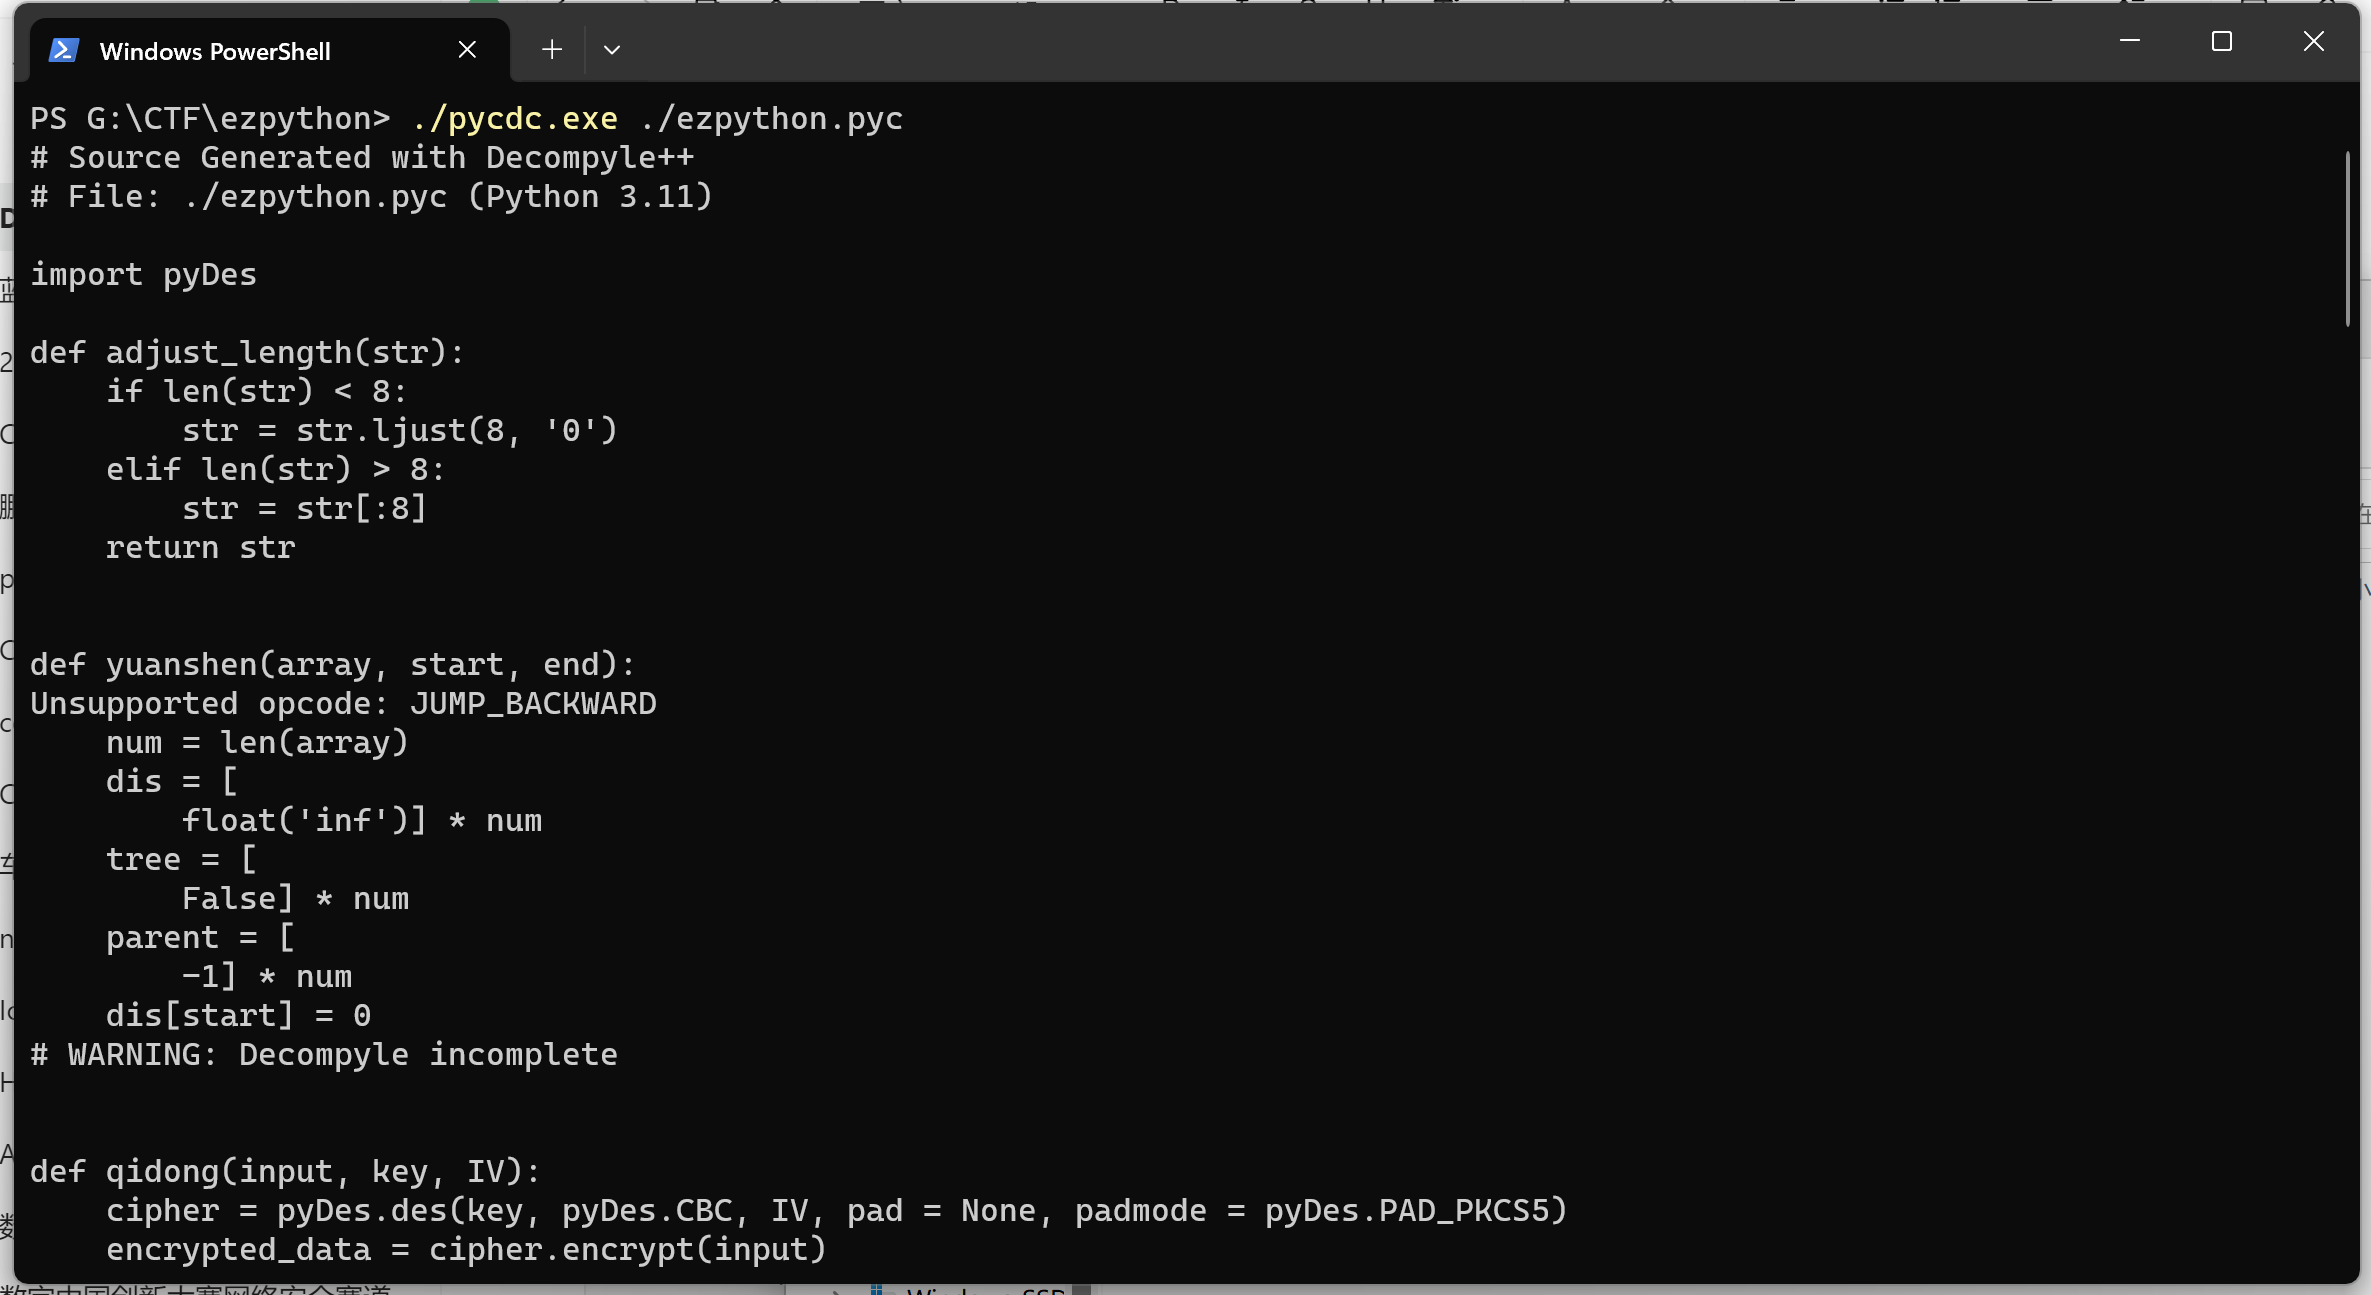 Windows PowerShell
PS G:\CTF\ezpython> ./pycdc.exe ./ezpython.pyc
# Source Generated with Decompyle++
# File: ./ezpython.pyc (Python 3.11)
import pyDes
def adjust_length(str):
    if len(str) < 8:
        str = str.ljust(8, '0')
    elif len(str) > 8:
        str = str[:8]
    return str
def yuanshen(array, start, end):
Unsupported opcode: JUMP_BACKWARD
    num = len(array)
    dis = [
        float('inf')] * num
    tree = [
        False] * num
    parent = [
        -1] * num
    dis[start] = 0
# WARNING: Decompyle incomplete
def qidong(input, key, IV):
    cipher = pyDes.des(key, pyDes.CBC, IV, pad = None, padmode = pyDes.PAD_PKCS5)
    encrypted_data = cipher.encrypt(input)